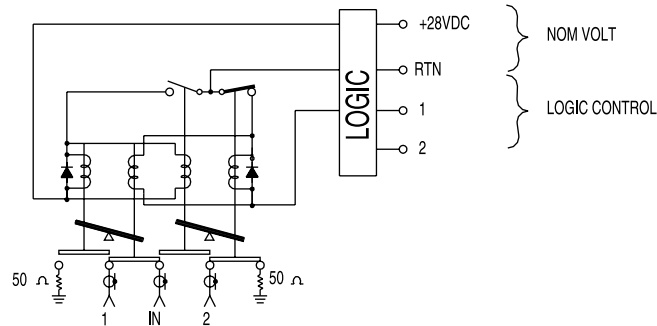 +28VDC
NOM VOLT
RTN
LOGIC
1
LOGIC CONTROL
2
50 Ω
50 Ω
1
IN
2